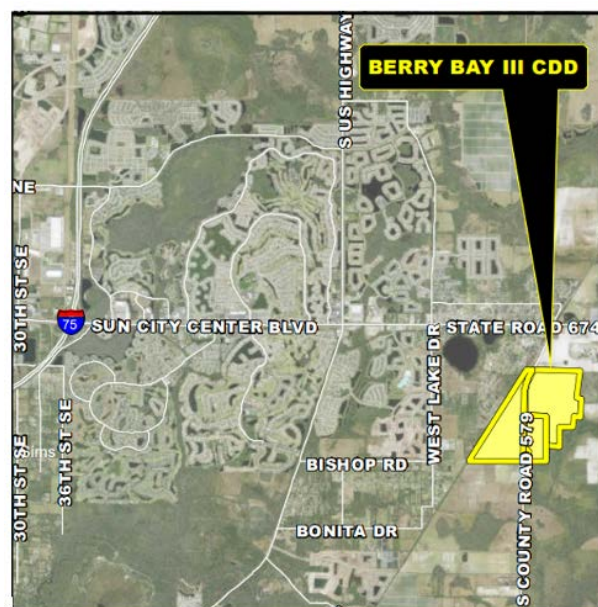 BERRY BAY III CDD
S US HIGHWAY
NE
30TH ST SE
75
SUN CITY CENTER BLVD
STATE ROAD 674
WEST LAKE DR
36TH ST SE
30TH ST SE
BISHOP RD
S COUNTY ROAD 579
BONITA DR